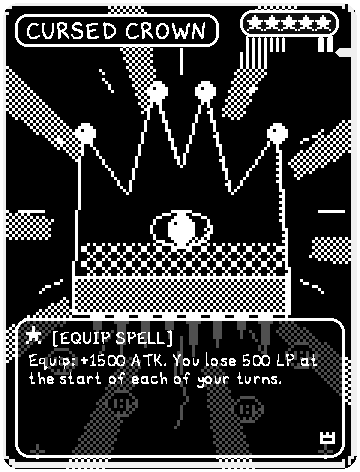 CURSED CROWN
[EQUIP SPELL]
Equip: +1500 ATK. You lose 500 LP at
the start of each of your turns.